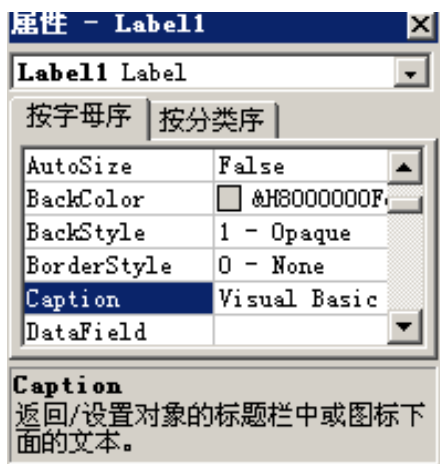 属性 - Label1
Label1 Label
按字母序 按分类序
AutoSize False
BackColor &H8000000F
BackStyle 1 - Opaque
BorderStyle 0 - None
Caption Visual Basic
DataField
Caption
返回/设置对象的标题栏中或图标下
面的文本。